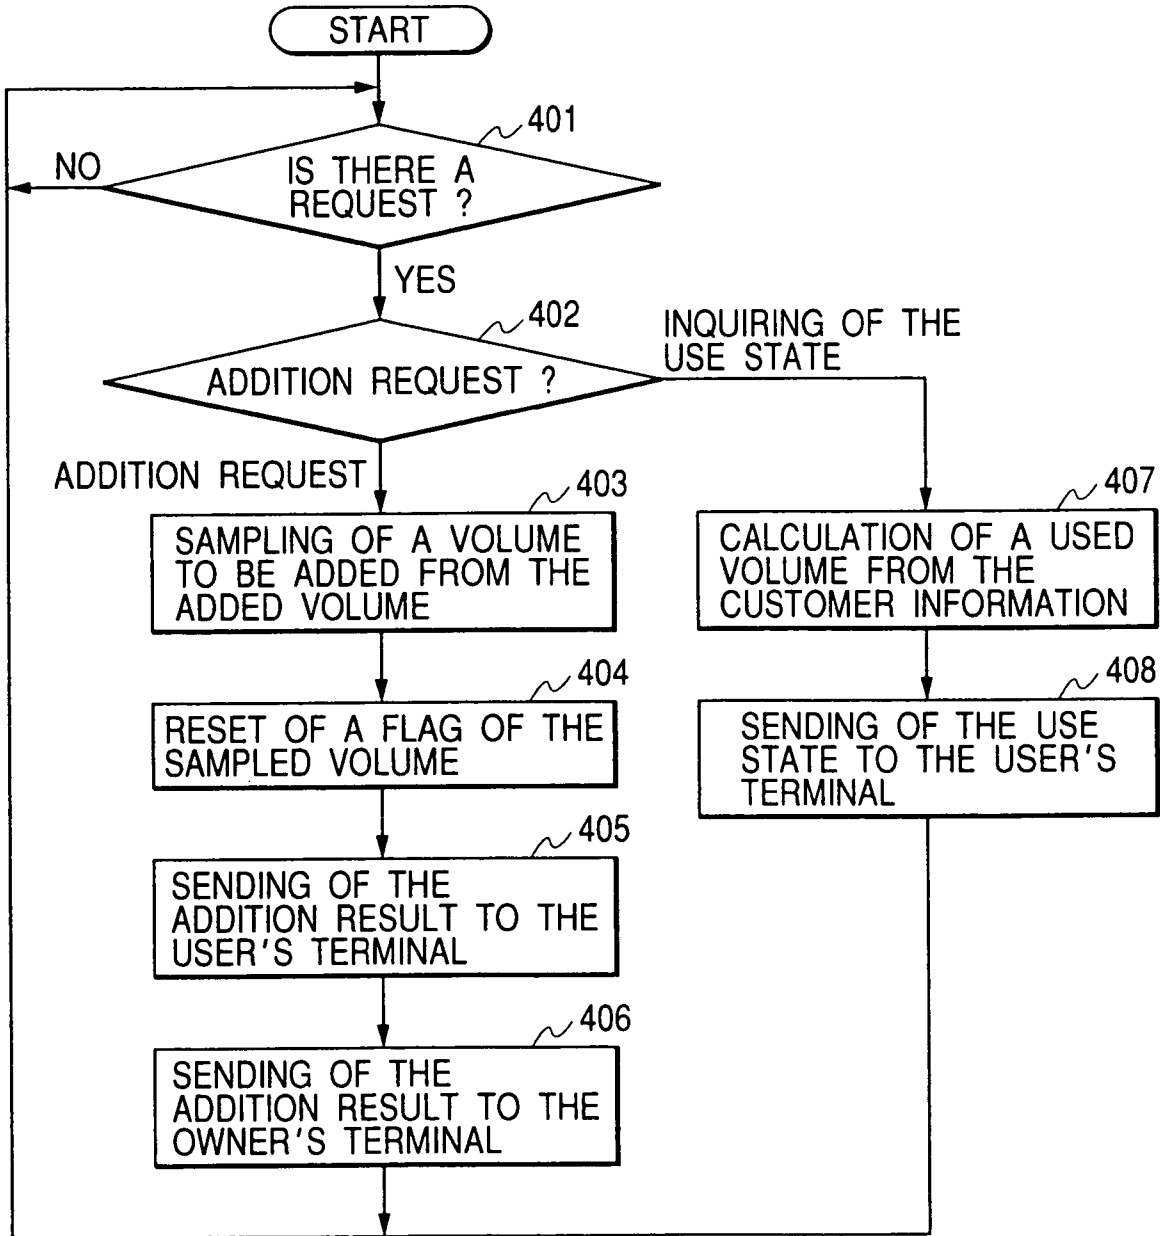 START
401
IS THERE A
REQUEST ?
NO
YES
402
ADDITION REQUEST ?
INQUIRING OF THE
USE STATE
ADDITION REQUEST
403
SAMPLING OF A VOLUME
TO BE ADDED FROM THE
ADDED VOLUME
404
RESET OF A FLAG OF THE
SAMPLED VOLUME
405
SENDING OF THE
ADDITION RESULT TO THE
USER'S TERMINAL
406
SENDING OF THE
ADDITION RESULT TO THE
OWNER'S TERMINAL
407
CALCULATION OF A USED
VOLUME FROM THE
CUSTOMER INFORMATION
408
SENDING OF THE USE
STATE TO THE USER'S
TERMINAL